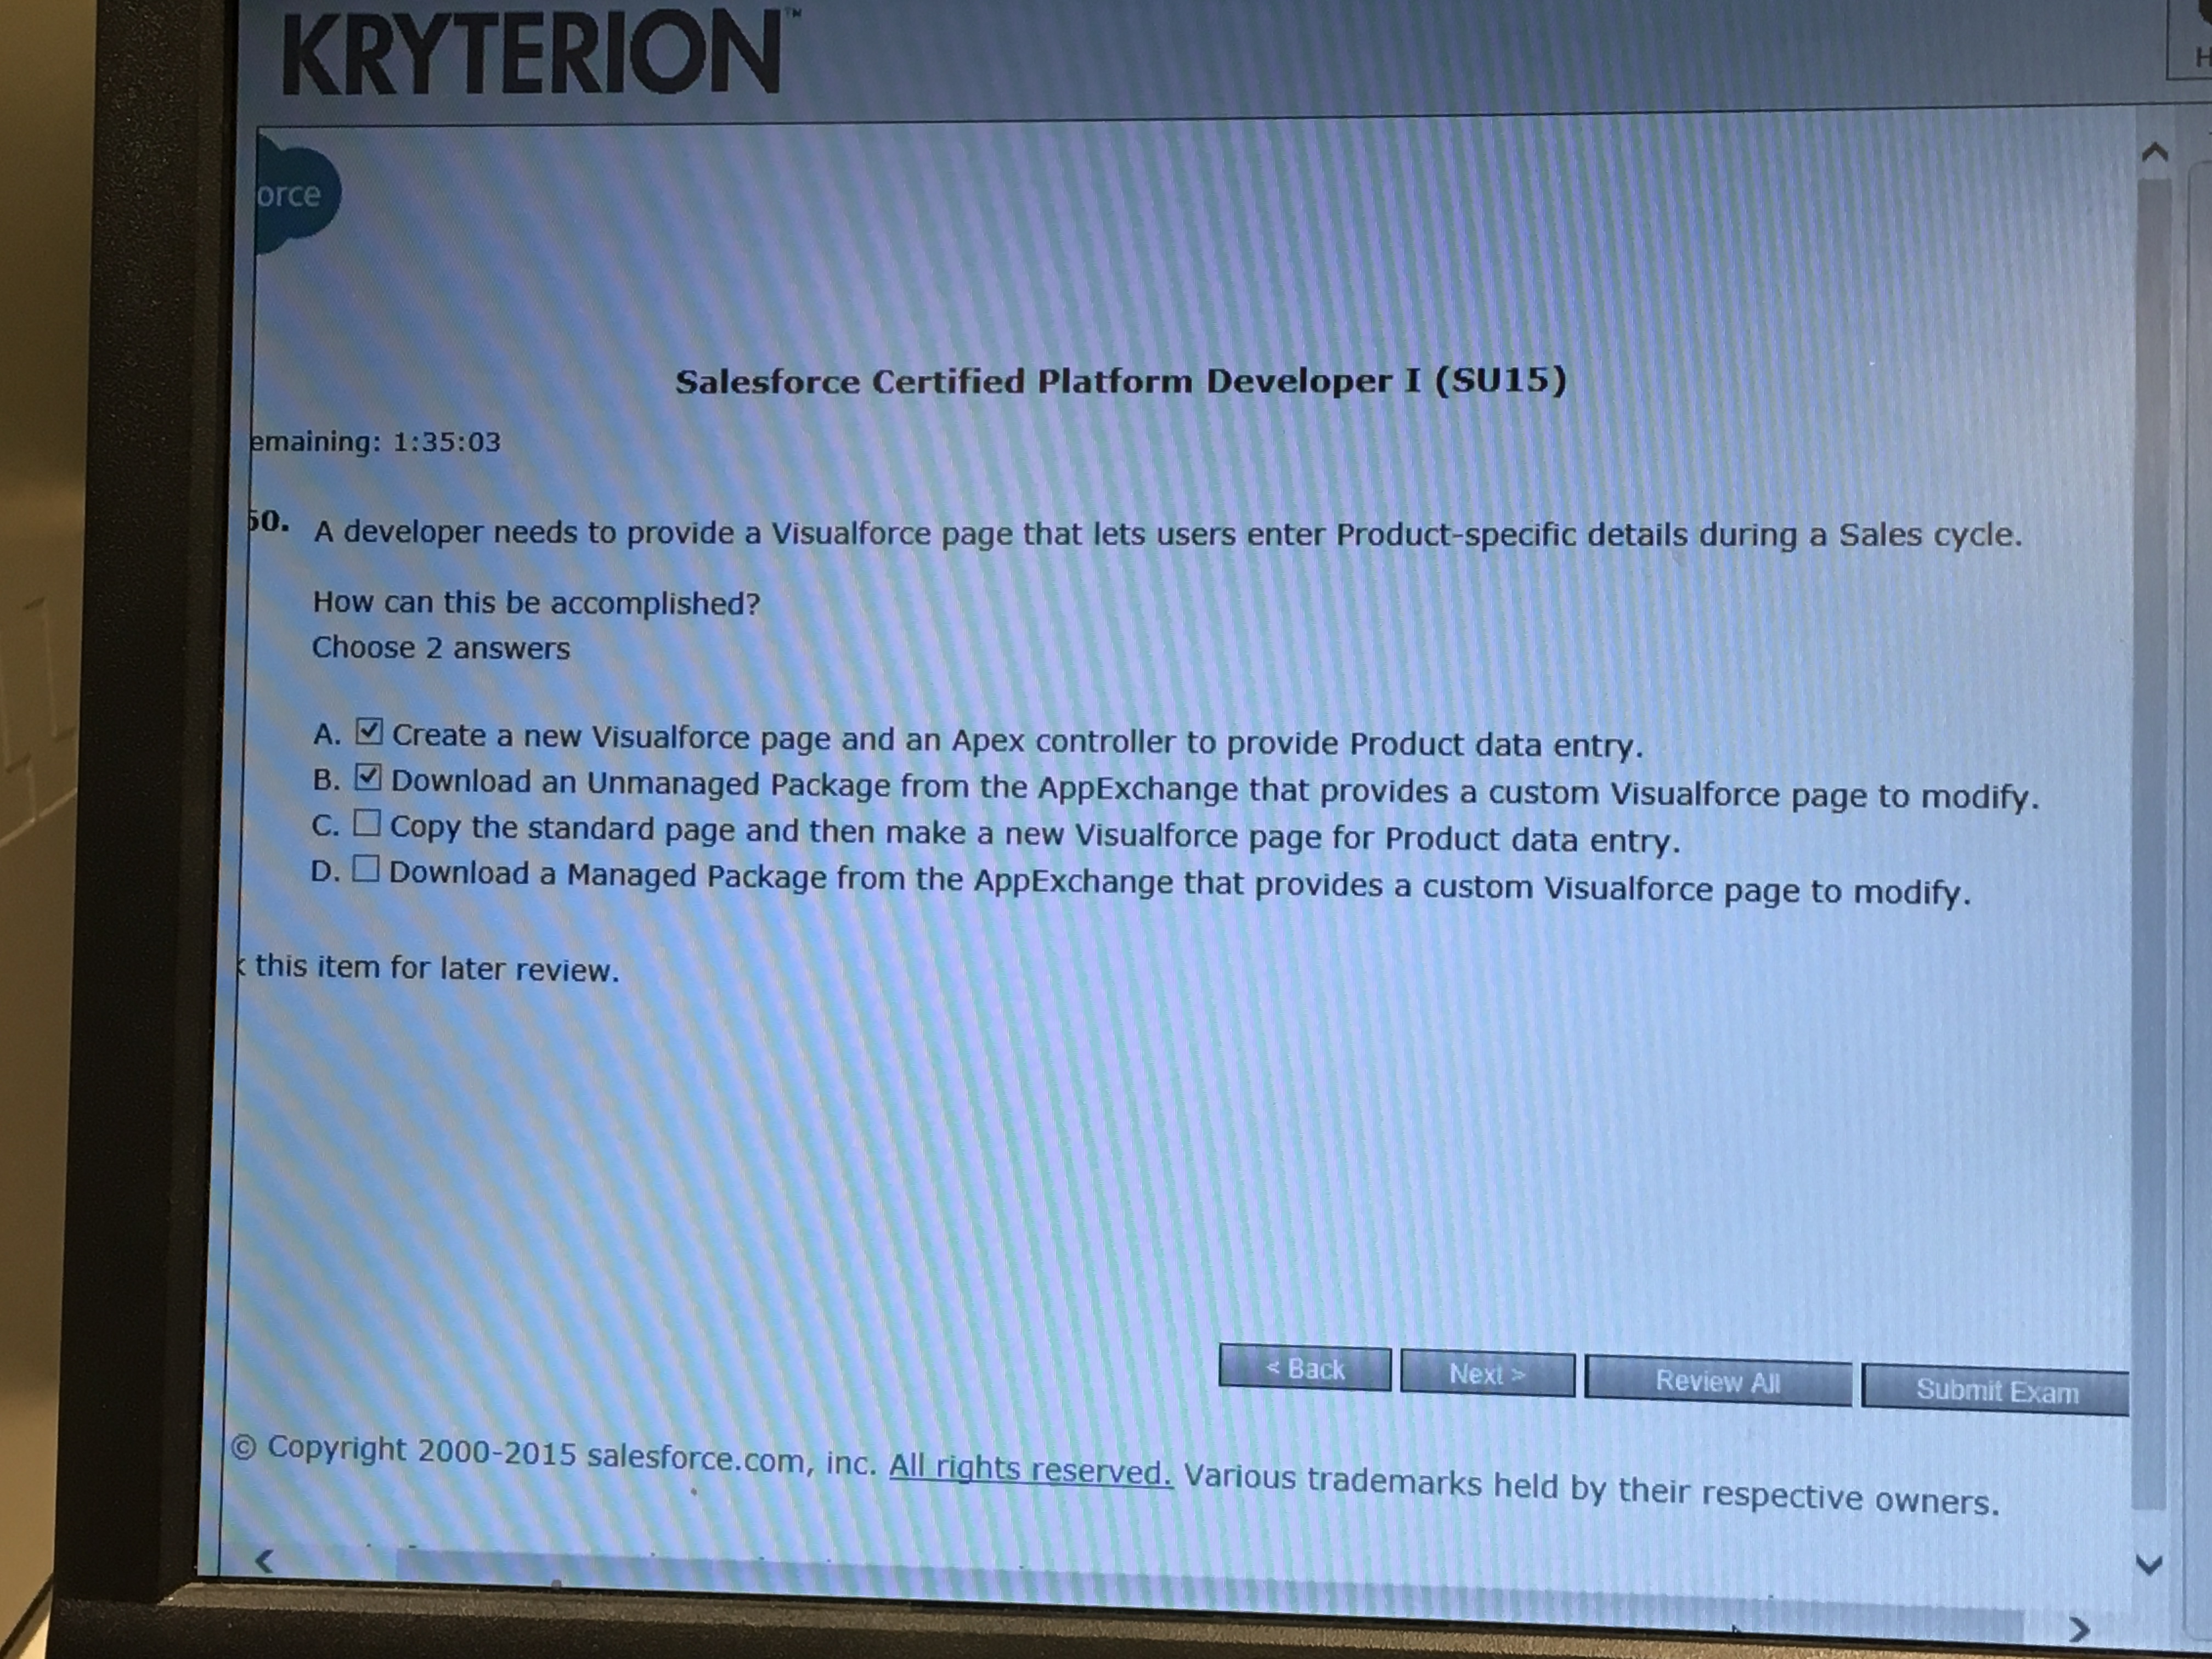 KRYTERION™
H
orce
Salesforce Certified Platform Developer I (SU15)
emaining: 1:35:03
50. A developer needs to provide a Visualforce page that lets users enter Product-specific details during a Sales cycle.
How can this be accomplished?
Choose 2 answers
A. Create a new Visualforce page and an Apex controller to provide Product data entry.
B. Download an Unmanaged Package from the AppExchange that provides a custom Visualforce page to modify.
C. Copy the standard page and then make a new Visualforce page for Product data entry.
D. Download a Managed Package from the AppExchange that provides a custom Visualforce page to modify.
k this item for later review.
< Back Next > Review All Submit Exam
© Copyright 2000-2015 salesforce.com, inc. All rights reserved. Various trademarks held by their respective owners.